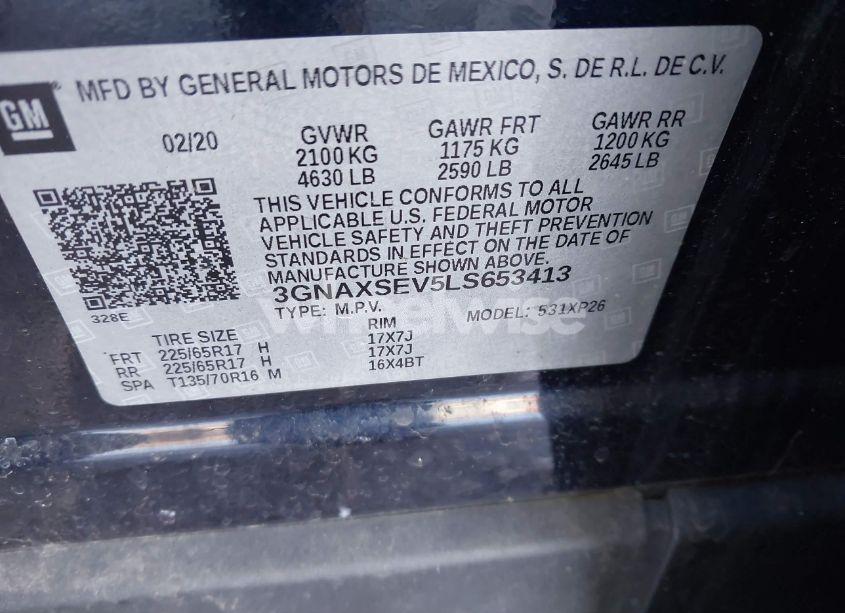 GM
MFD BY GENERAL MOTORS DE MEXICO, S. DE R.L. DE C.V.
02/20 GVWR GAWR FRT GAWR RR
2100 KG 1175 KG 1200 KG
4630 LB 2590 LB 2645 LB
THIS VEHICLE CONFORMS TO ALL
APPLICABLE U.S. FEDERAL MOTOR
VEHICLE SAFETY AND THEFT PREVENTION
STANDARDS IN EFFECT ON THE DATE OF
MANUFACTURE SHOWN ABOVE.
3GNAXSEV5LS653413
328E TYPE: M.P.V. MODEL: 531XP26
wheelwise
TIRE SIZE RIM
FRT 225/65R17 H 17X7J
RR 225/65R17 H 17X7J
SPA T135/70R16 M 16X4BT